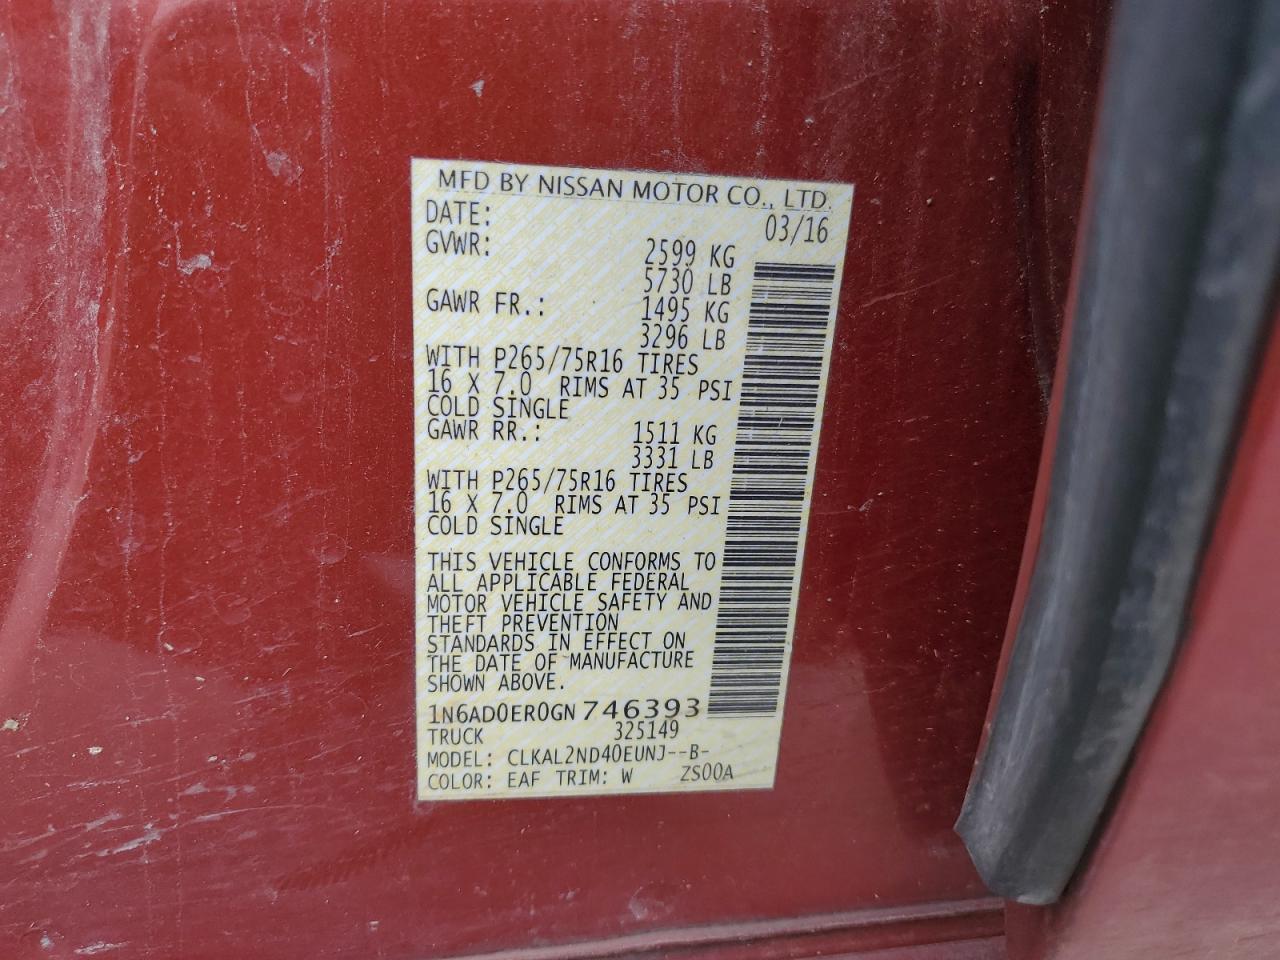 MFD BY NISSAN MOTOR CO., LTD.
DATE: 03/16
GVWR: 2599 KG
5730 LB
GAWR FR.: 1495 KG
3296 LB
WITH P265/75R16 TIRES
16 X 7.0 RIMS AT 35 PSI
COLD SINGLE
GAWR RR.: 1511 KG
3331 LB
WITH P265/75R16 TIRES
16 X 7.0 RIMS AT 35 PSI
COLD SINGLE
THIS VEHICLE CONFORMS TO
ALL APPLICABLE FEDERAL
MOTOR VEHICLE SAFETY AND
THEFT PREVENTION
STANDARDS IN EFFECT ON
THE DATE OF MANUFACTURE
SHOWN ABOVE.
1N6AD0ER0GN746393
TRUCK 325149
MODEL: CLKAL2ND40EUNJ--B-
COLOR: EAF TRIM: W ZS00A